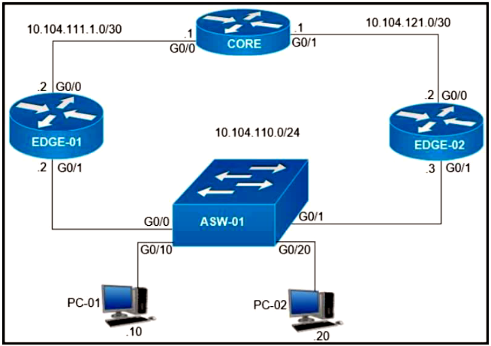 10.104.111.1.0/30
10.104.121.0/30
.1
.1
G0/0
CORE
G0/1
.2
G0/0
.2
G0/0
EDGE-01
EDGE-02
10.104.110.0/24
.2
G0/1
.3
G0/1
G0/0
ASW-01
G0/1
G0/10
G0/20
PC-01
PC-02
.10
.20